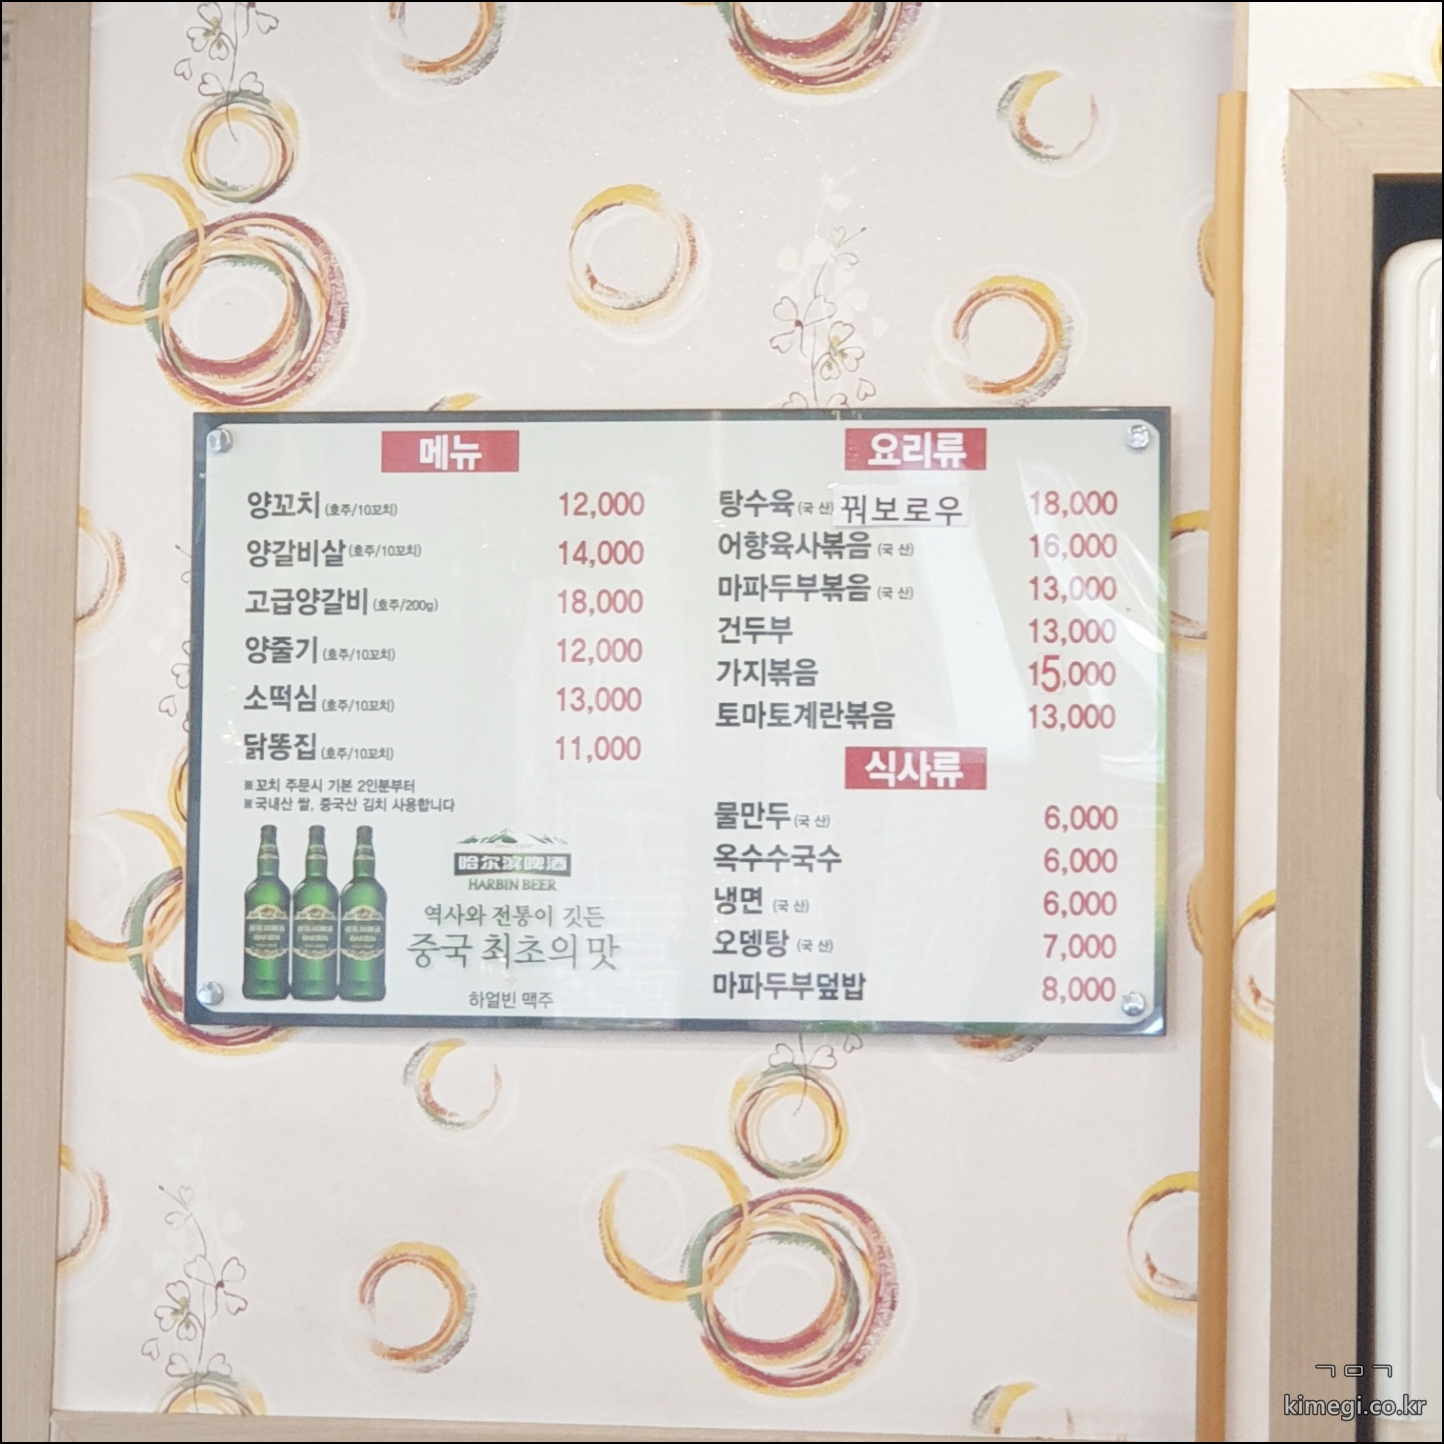 메뉴
양꼬치 (호주/10꼬치) 12,000
양갈비살 (호주/10꼬치) 14,000
고급양갈비 (호주/200g) 18,000
양줄기 (호주/10꼬치) 12,000
소떡심 (호주/10꼬치) 13,000
닭똥집 (호주/10꼬치) 11,000
※꼬치 주문시 기본 2인분부터
※국내산 쌀, 중국산 김치 사용합니다
哈尔滨啤酒
HARBIN BEER
역사와 전통이 깃든
중국 최초의 맛
하얼빈 맥주
요리류
탕수육 (국 산) 꿔보로우 18,000
어향육사볶음 (국 산) 16,000
마파두부볶음 (국 산) 13,000
건두부 13,000
가지볶음 15,000
토마토계란볶음 13,000
식사류
물만두 (국 산) 6,000
옥수수국수 6,000
냉면 (국 산) 6,000
오뎅탕 (국 산) 7,000
마파두부덮밥 8,000
ㄱㅁㄱ
kimegi.co.kr